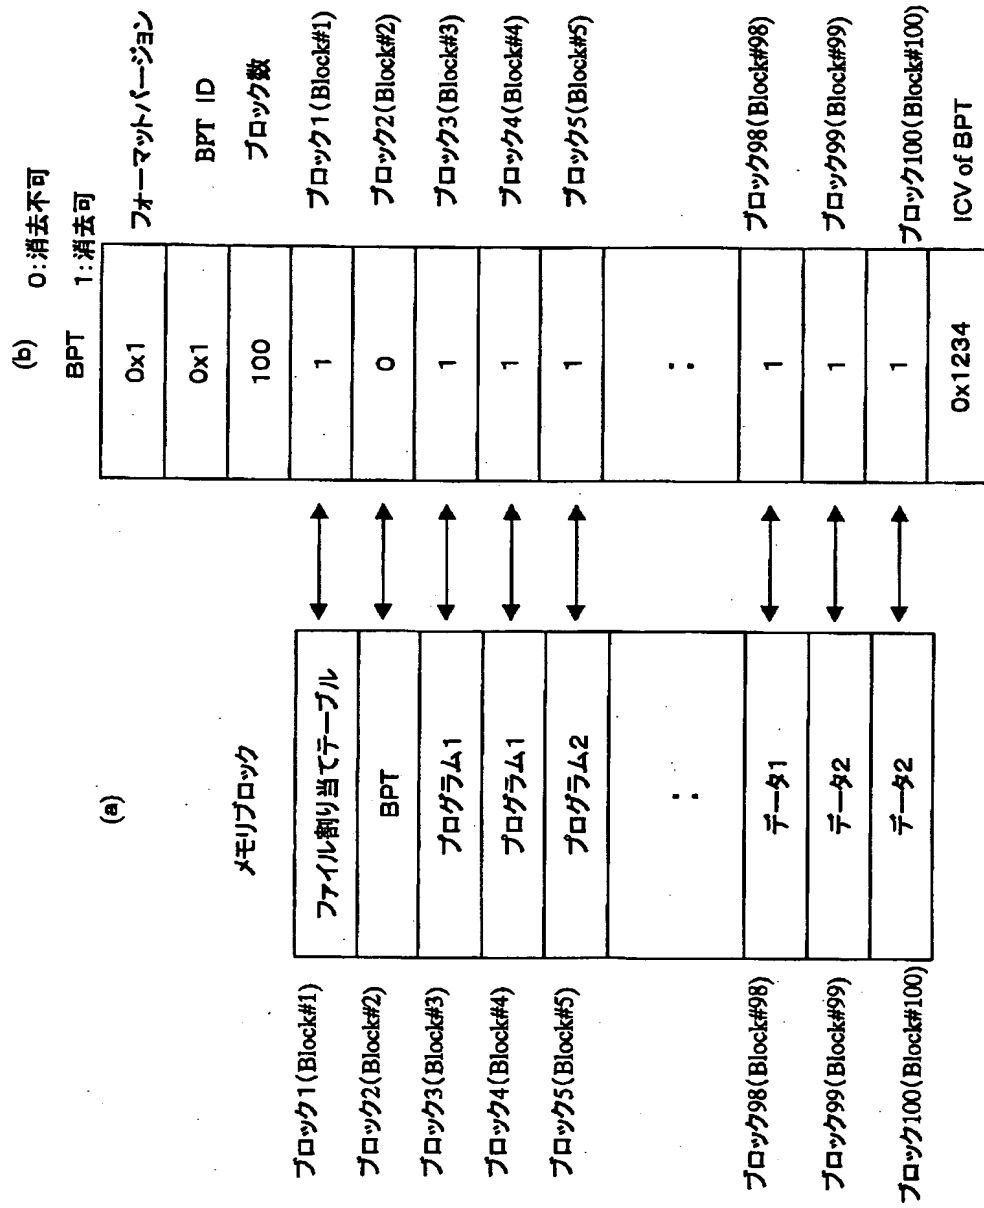 (a)
メモリブロック
ブロック1(Block#1) ファイル割り当てテーブル
ブロック2(Block#2) BPT
ブロック3(Block#3) プログラム1
ブロック4(Block#4) プログラム1
ブロック5(Block#5) プログラム2
:
ブロック98(Block#98) データ1
ブロック99(Block#99) データ2
ブロック100(Block#100) データ2
(b)
BPT
0:消去不可
1:消去可
0x1 フォーマットバージョン
0x1 BPT ID
100 ブロック数
1 ブロック1(Block#1)
0 ブロック2(Block#2)
1 ブロック3(Block#3)
1 ブロック4(Block#4)
1 ブロック5(Block#5)
:
1 ブロック98(Block#98)
1 ブロック99(Block#99)
1 ブロック100(Block#100)
0x1234 ICV of BPT